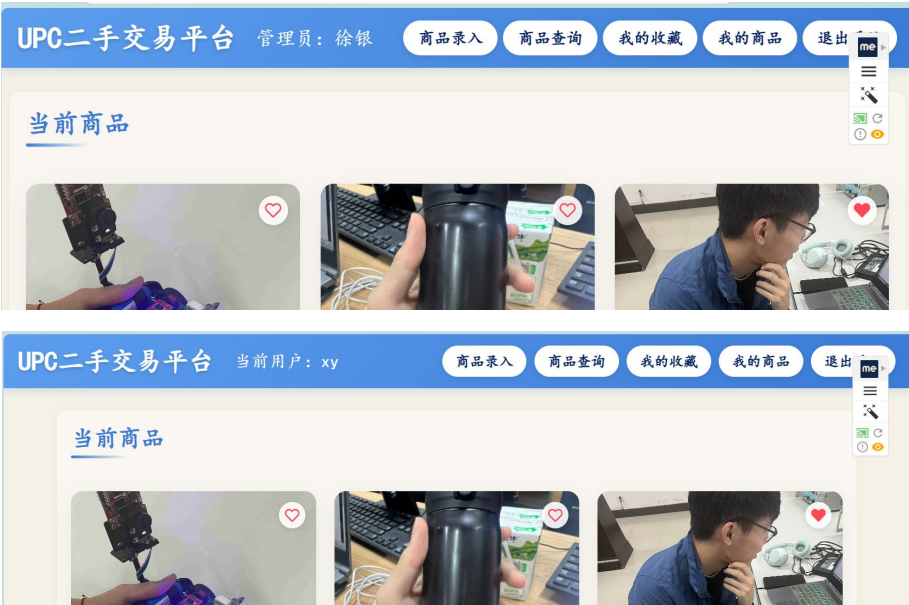 UPC二手交易平台 管理员：徐银 商品录入 商品查询 我的收藏 我的商品 退出
me
当前商品
UPC二手交易平台 当前用户：xy 商品录入 商品查询 我的收藏 我的商品 退出
me
当前商品